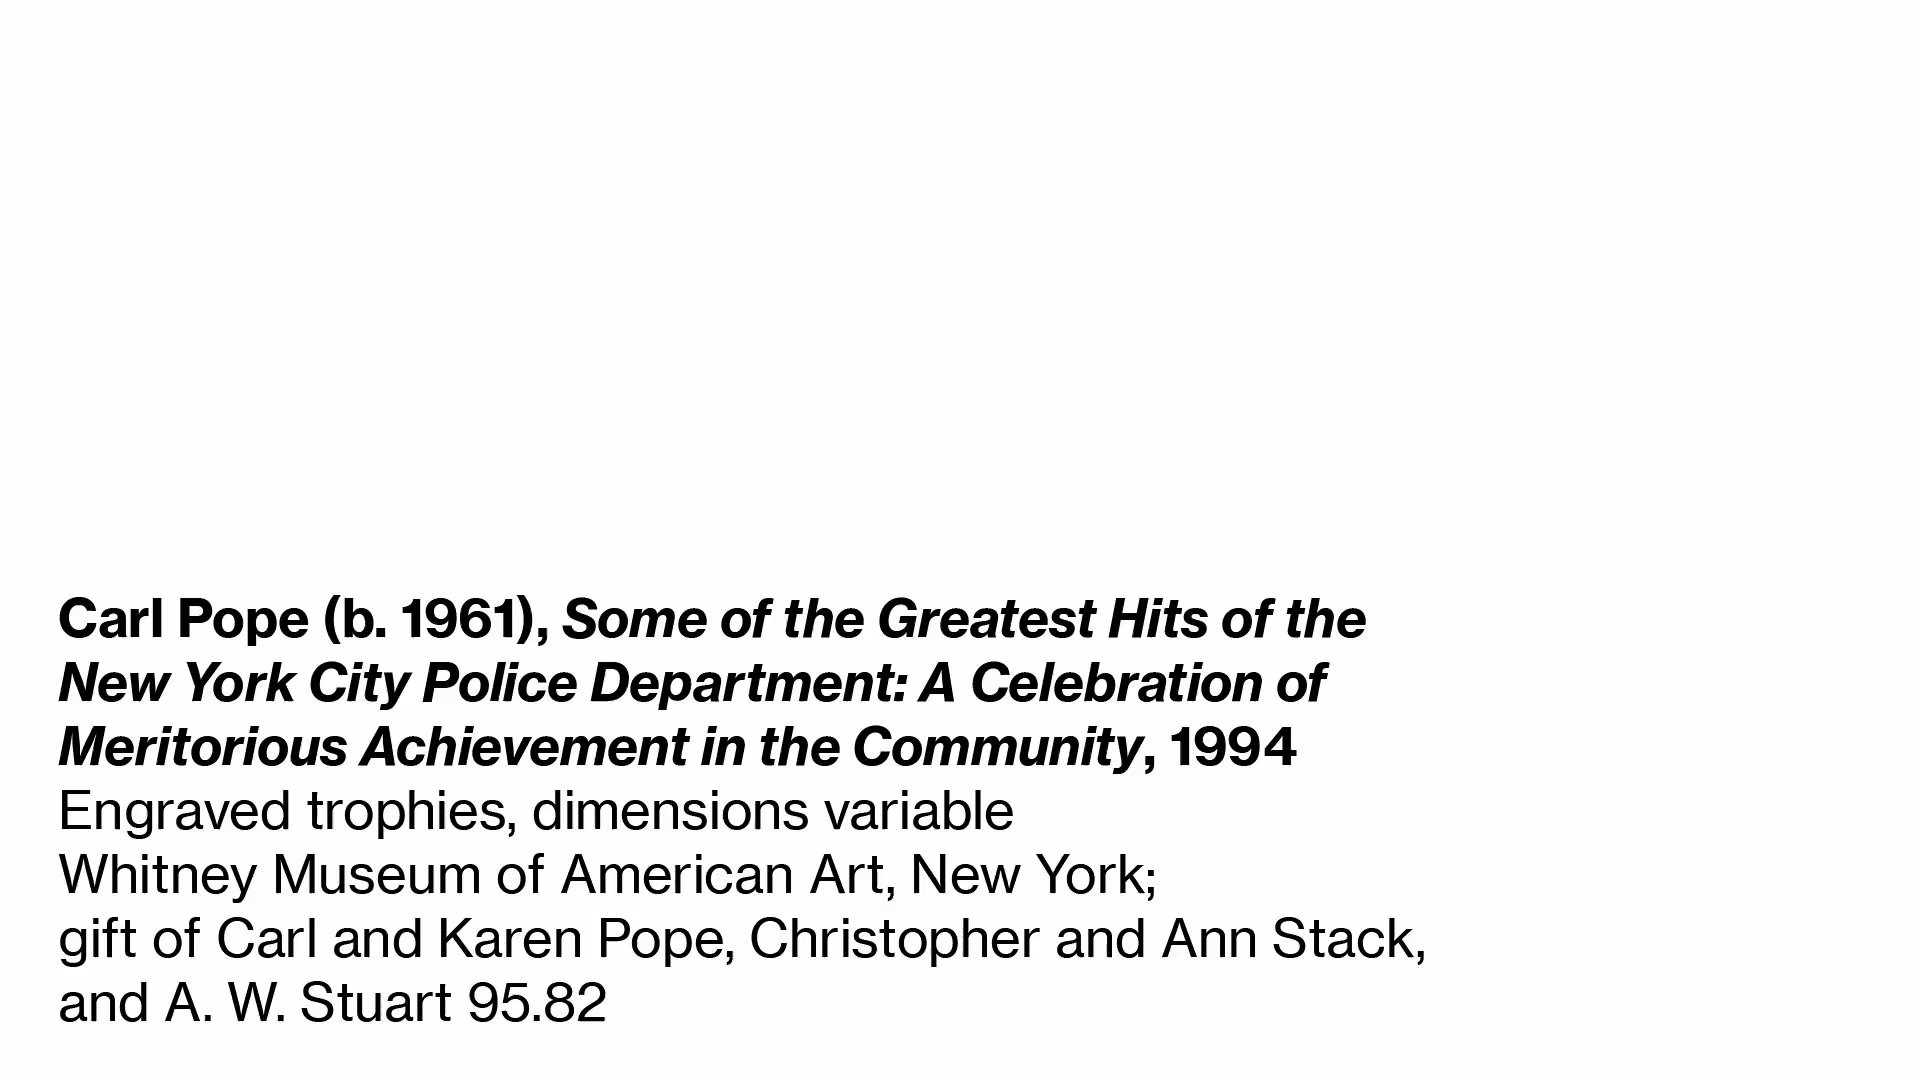 Carl Pope (b. 1961), Some of the Greatest Hits of the
New York City Police Department: A Celebration of
Meritorious Achievement in the Community, 1994
Engraved trophies, dimensions variable
Whitney Museum of American Art, New York;
gift of Carl and Karen Pope, Christopher and Ann Stack,
and A. W. Stuart 95.82